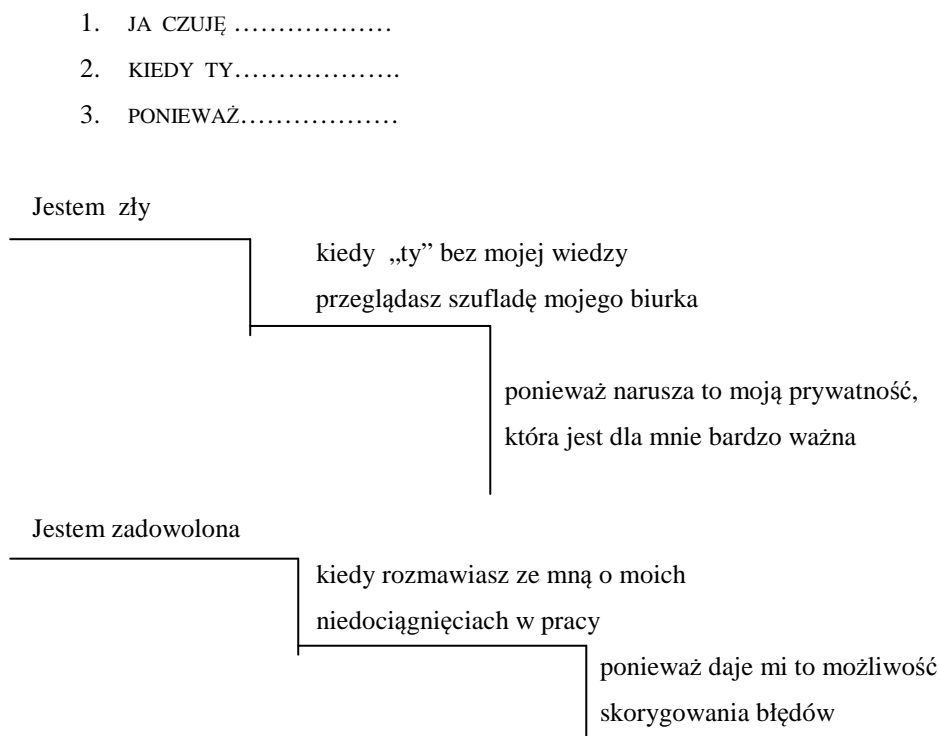 1. JA CZUJĘ ………………
2. KIEDY TY……………….
3. PONIEWAŻ………………
Jestem zły
kiedy „ty” bez mojej wiedzy
przeglądasz szufladę mojego biurka
ponieważ narusza to moją prywatność,
która jest dla mnie bardzo ważna
Jestem zadowolona
kiedy rozmawiasz ze mną o moich
niedociągnięciach w pracy
ponieważ daje mi to możliwość
skorygowania błędów